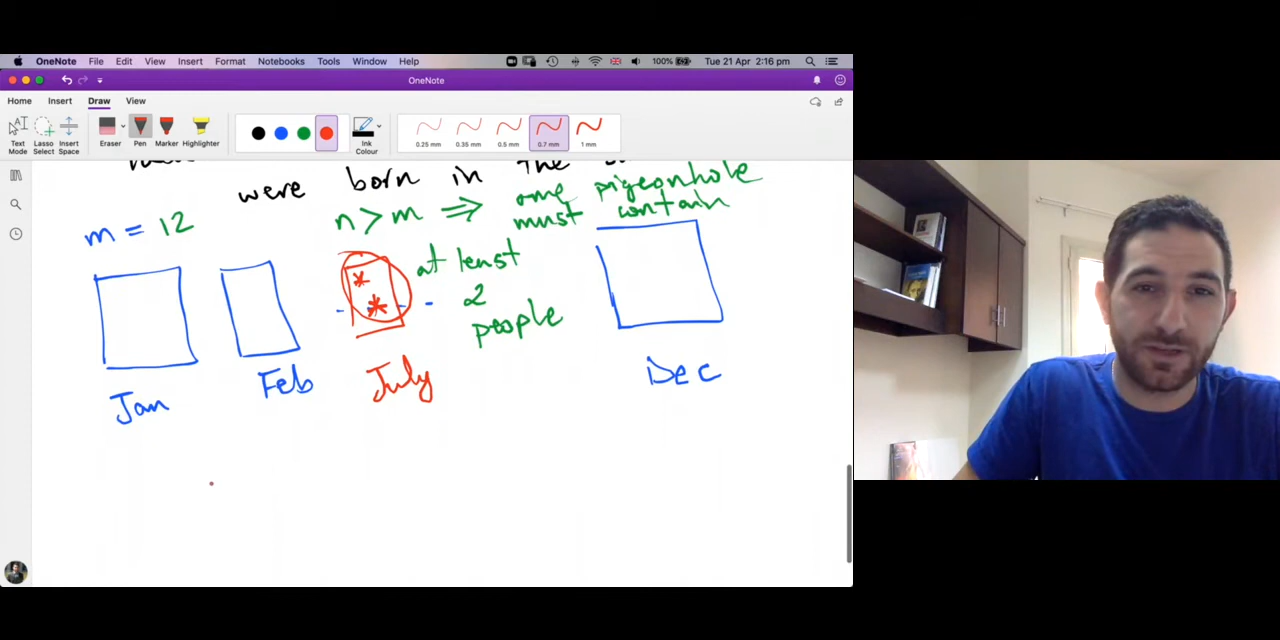 OneNote File Edit View Insert Format Notebooks Tools Window Help 100% Tue 21 Apr 2:16 pm
OneNote
Home Insert Draw View
Text Mode Lasso Select Insert Space Eraser Pen Marker Highlighter Ink Colour 0.25 mm 0.35 mm 0.5 mm 0.7 mm 1 mm
were born in the
m = 12
n > m ⇒ one pigeonhole
must contain
at least
2
people
Jan
Feb
July
Dec